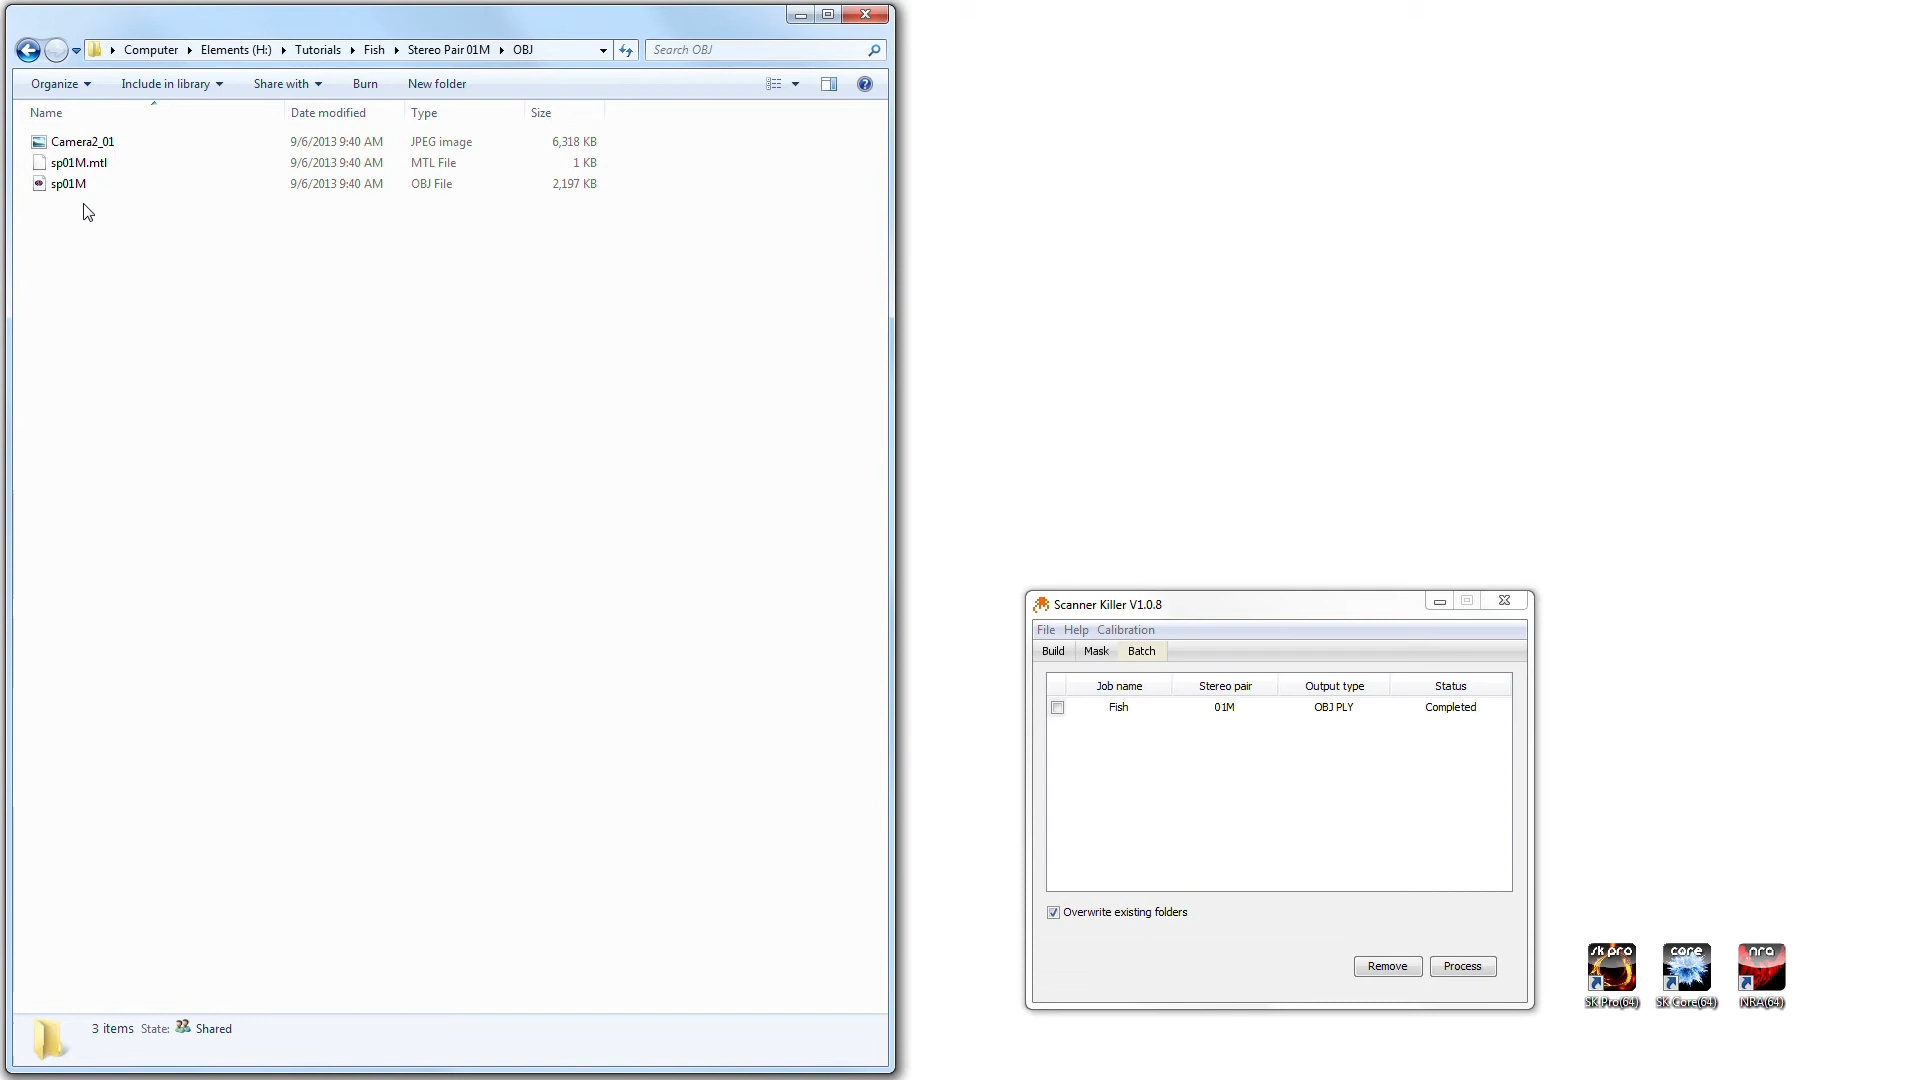 Computer Elements (H:) Tutorials Fish Stereo Pair 01M OBJ Search OBJ
Organize Include in library Share with Burn New folder
Name Date modified Type Size
Camera2_01 9/6/2013 9:40 AM JPEG image 6,318 KB
sp01M.mtl 9/6/2013 9:40 AM MTL File 1 KB
sp01M 9/6/2013 9:40 AM OBJ File 2,197 KB
Scanner Killer V1.0.8
File Help Calibration
Build Mask Batch
Job name Stereo pair Output type Status
Fish 01M OBJ PLY Completed
Overwrite existing folders
Remove Process
sk pro core nra
SK Pro(64) SK Core(64) NRA(64)
3 items State: Shared